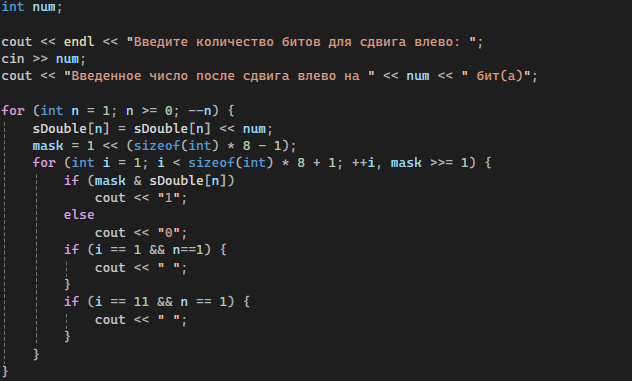 int num;
cout << endl << "Введите количество битов для сдвига влево: ";
cin >> num;
cout << "Введенное число после сдвига влево на " << num << " бит(а)";
for (int n = 1; n >= 0; --n) {
sDouble[n] = sDouble[n] << num;
mask = 1 << (sizeof(int) * 8 - 1);
for (int i = 1; i < sizeof(int) * 8 + 1; ++i, mask >>= 1) {
if (mask & sDouble[n])
cout << "1";
else
cout << "0";
if (i == 1 && n==1) {
cout << " ";
}
if (i == 11 && n == 1) {
cout << " ";
}
}
}